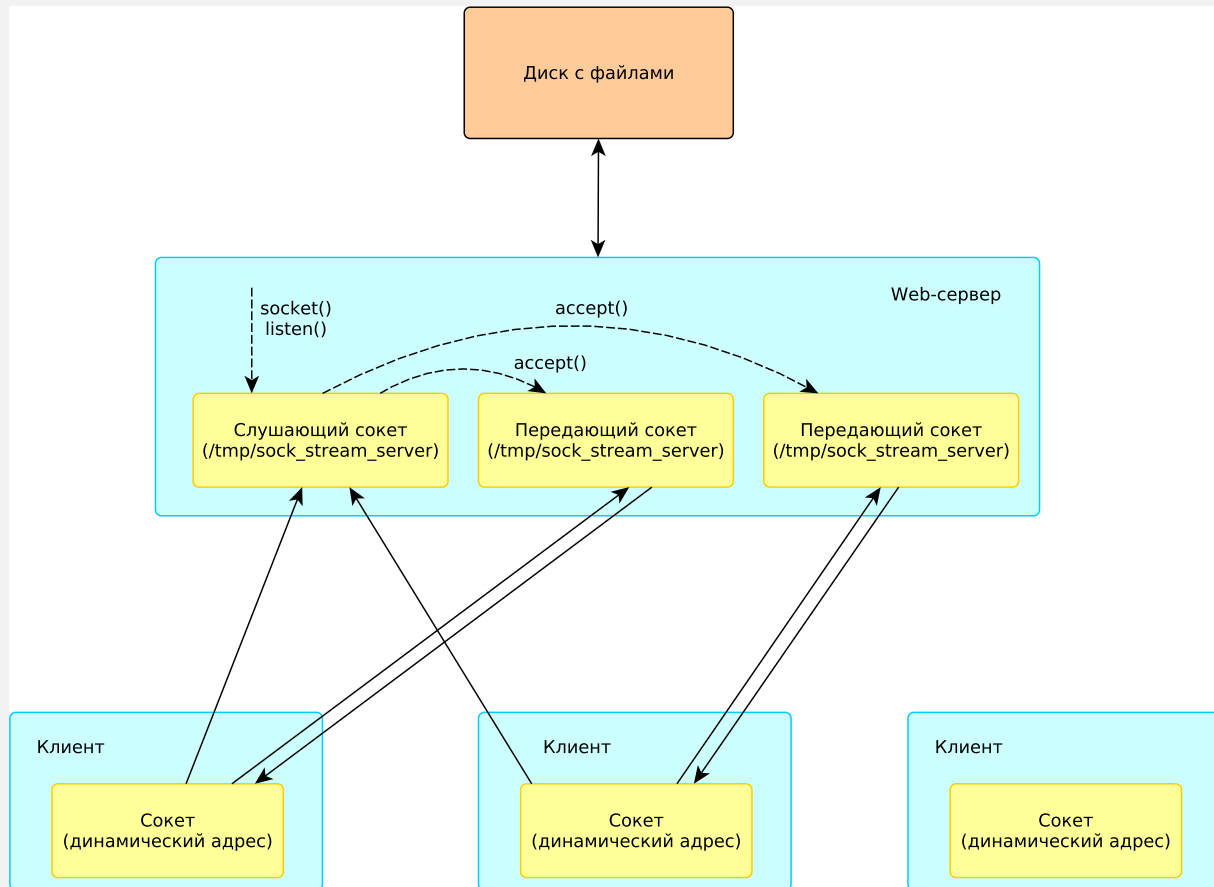 Диск с файлами
Web-сервер
socket()
listen()
accept()
accept()
Слушающий сокет
(/tmp/sock_stream_server)
Передающий сокет
(/tmp/sock_stream_server)
Передающий сокет
(/tmp/sock_stream_server)
Клиент
Сокет
(динамический адрес)
Клиент
Сокет
(динамический адрес)
Клиент
Сокет
(динамический адрес)